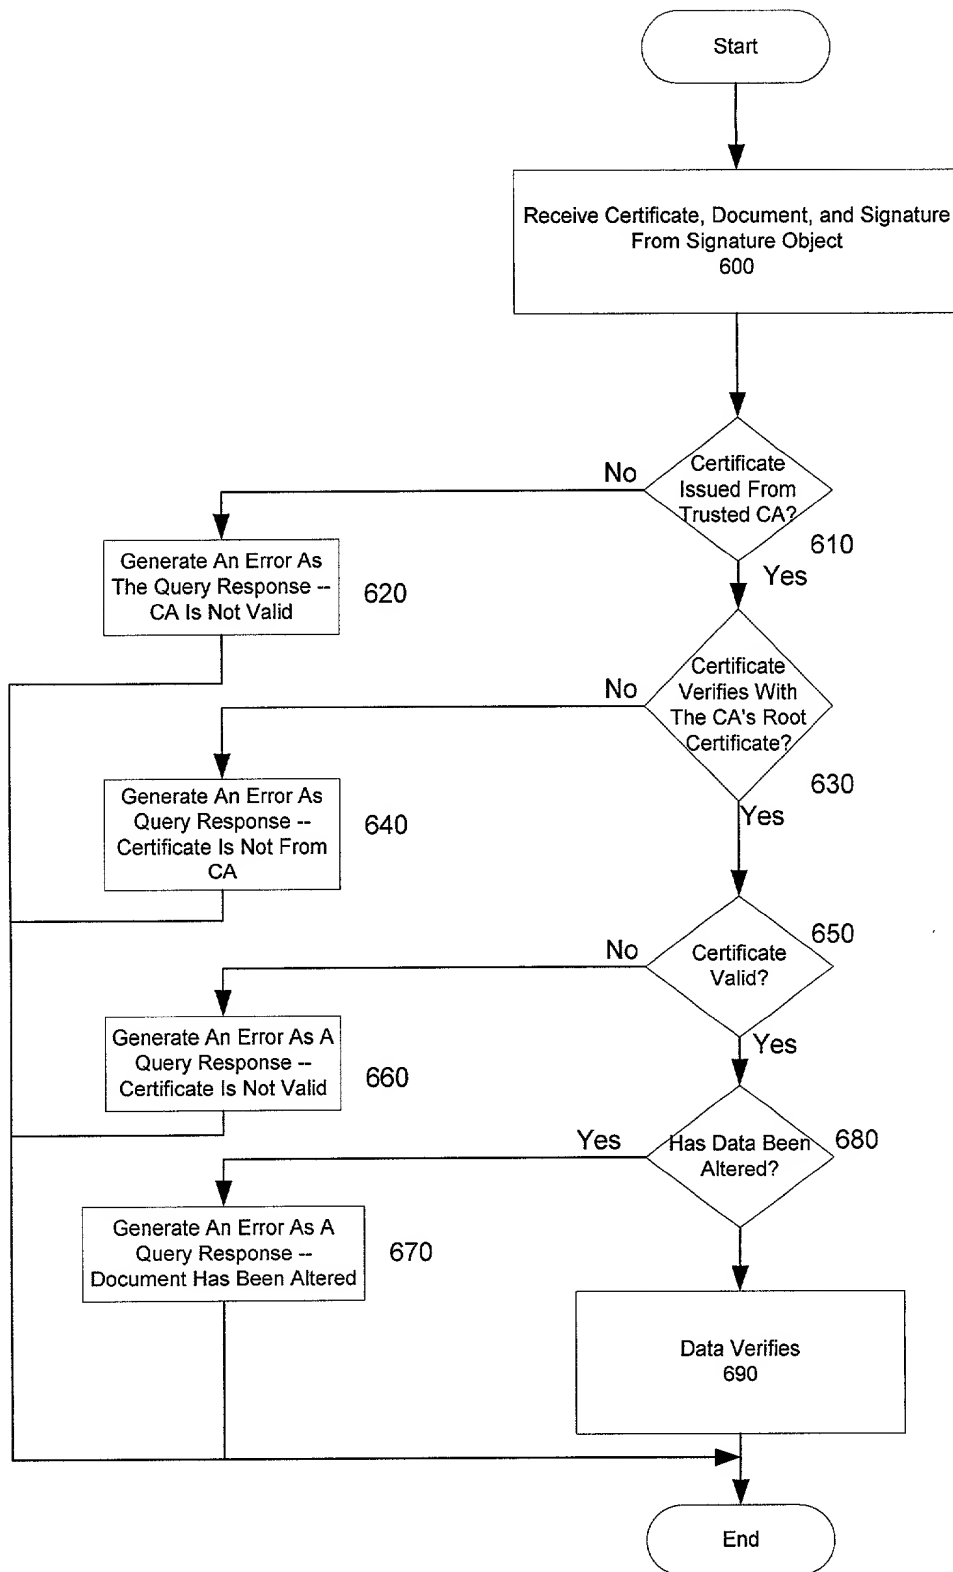 Start
Receive Certificate, Document, and Signature
From Signature Object
600
Certificate
Issued From
Trusted CA?
610
No
Yes
Generate An Error As
The Query Response --
CA Is Not Valid
620
Certificate
Verifies With
The CA's Root
Certificate?
630
No
Yes
Generate An Error As
Query Response --
Certificate Is Not From
CA
640
Certificate
Valid?
650
No
Yes
Generate An Error As A
Query Response --
Certificate Is Not Valid
660
Has Data Been
Altered?
680
Yes
Generate An Error As A
Query Response --
Document Has Been Altered
670
Data Verifies
690
End